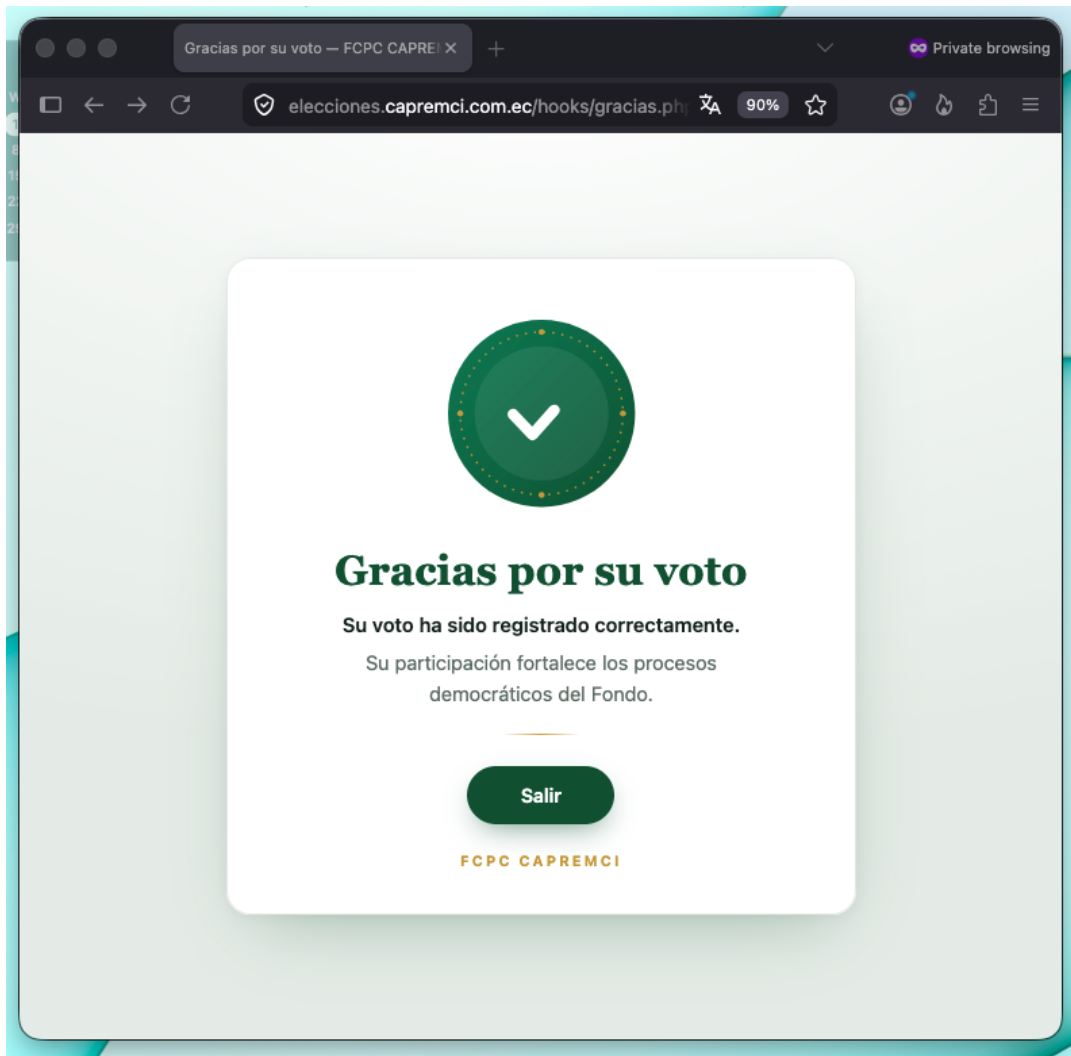 Gracias por su voto — FCPC CAPRE
Private browsing
elecciones.capremci.com.ec/hooks/gracias.ph
90%
Gracias por su voto
Su voto ha sido registrado correctamente.
Su participación fortalece los procesos
democráticos del Fondo.
Salir
FCPC CAPREMCI